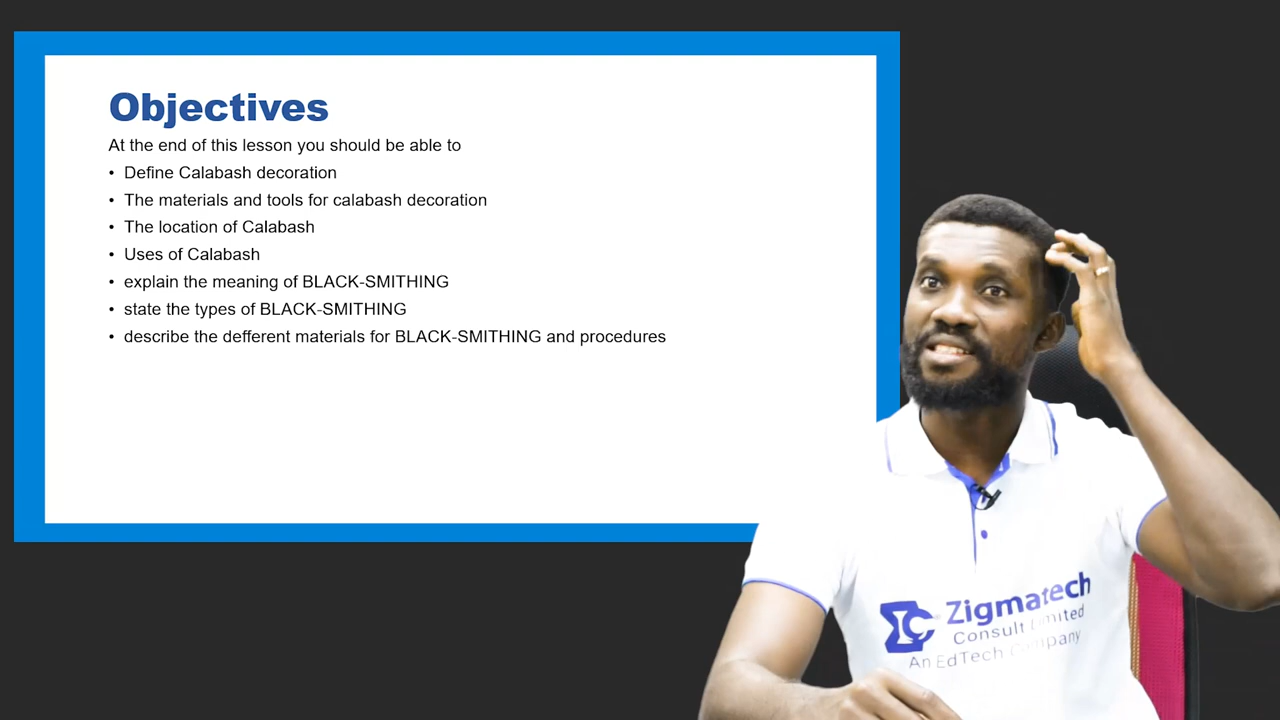 Objectives
At the end of this lesson you should be able to
• Define Calabash decoration
• The materials and tools for calabash decoration
• The location of Calabash
• Uses of Calabash
• explain the meaning of BLACK-SMITHING
• state the types of BLACK-SMITHING
• describe the defferent materials for BLACK-SMITHING and procedures
Zigmatech
Consult Limited
An EdTech Company